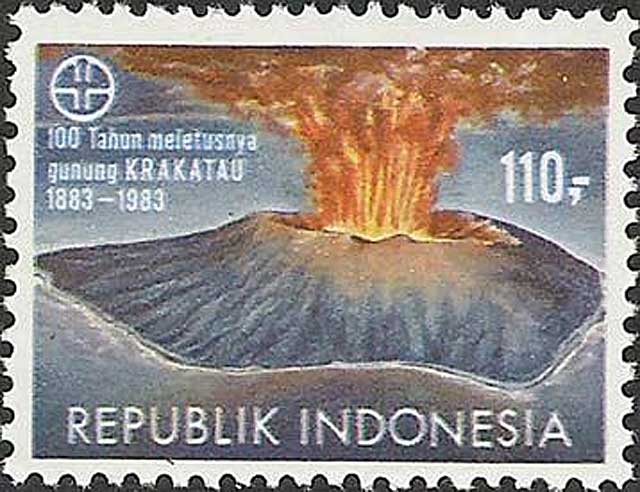 100 Tahun meletusnya
gunung KRAKATAU
1883-1983
110,-
REPUBLIK INDONESIA